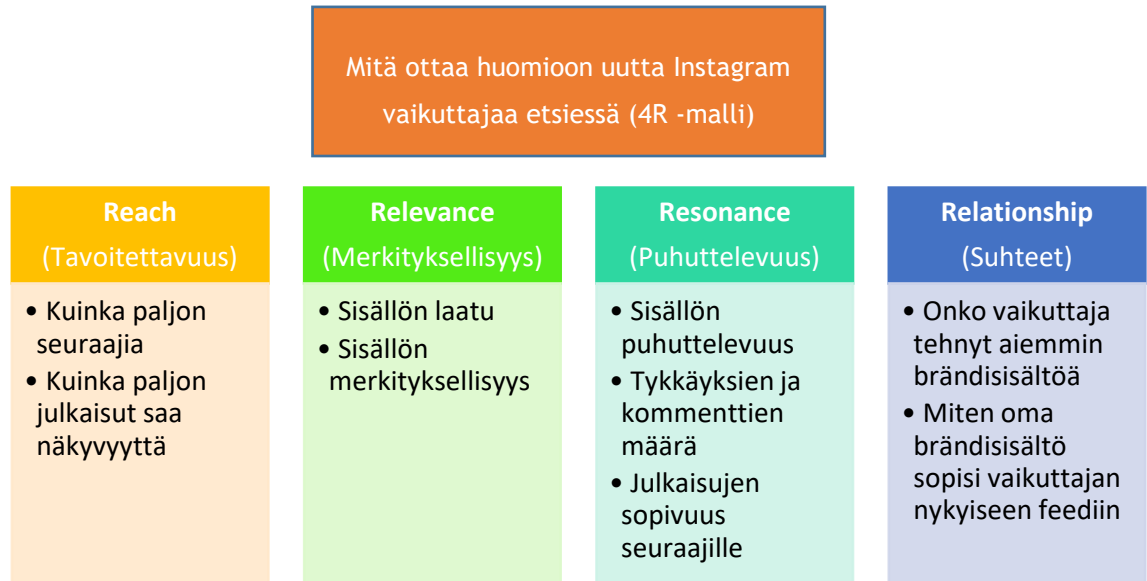 Mitä ottaa huomioon uutta Instagram
vaikuttajaa etsiessä (4R -malli)
Reach
(Tavoitettavuus)
• Kuinka paljon
seuraajia
• Kuinka paljon
julkaisut saa
näkyvyyttä
Relevance
(Merkityksellisyys)
• Sisällön laatu
• Sisällön
merkityksellisyys
Resonance
(Puhuttelevuus)
• Sisällön
puhuttelevuus
• Tykkäyksien ja
kommenttien
määrä
• Julkaisujen
sopivuus
seuraajille
Relationship
(Suhteet)
• Onko vaikuttaja
tehnyt aiemmin
brändisisältöä
• Miten oma
brändisisältö
sopisi vaikuttajan
nykyiseen feediin